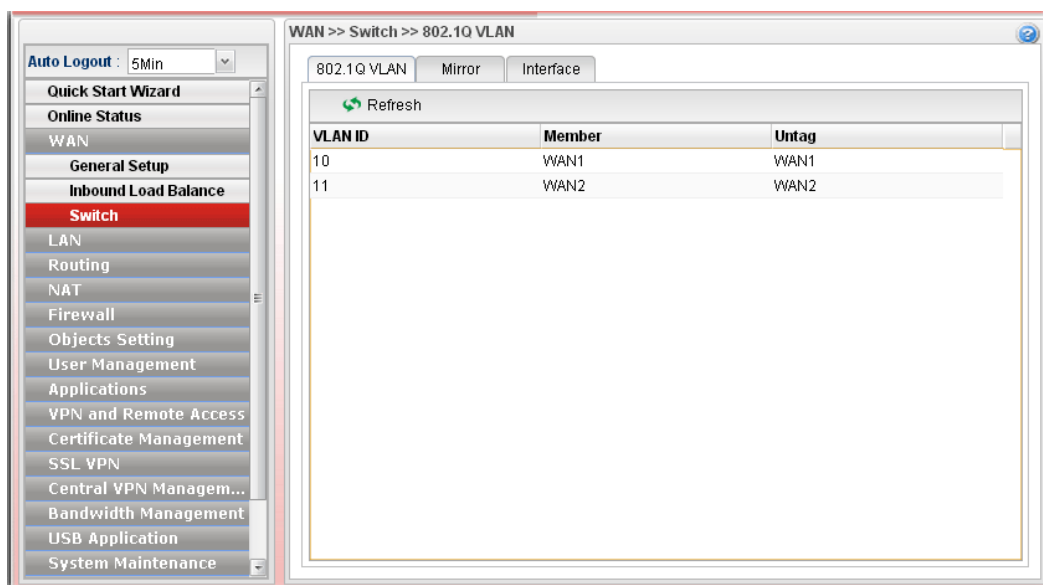 WAN >> Switch >> 802.1Q VLAN
Auto Logout : 5Min
Quick Start Wizard
Online Status
WAN
General Setup
Inbound Load Balance
Switch
LAN
Routing
NAT
Firewall
Objects Setting
User Management
Applications
VPN and Remote Access
Certificate Management
SSL VPN
Central VPN Managem...
Bandwidth Management
USB Application
System Maintenance
802.1Q VLAN Mirror Interface
Refresh
VLAN ID Member Untag
10 WAN1 WAN1
11 WAN2 WAN2